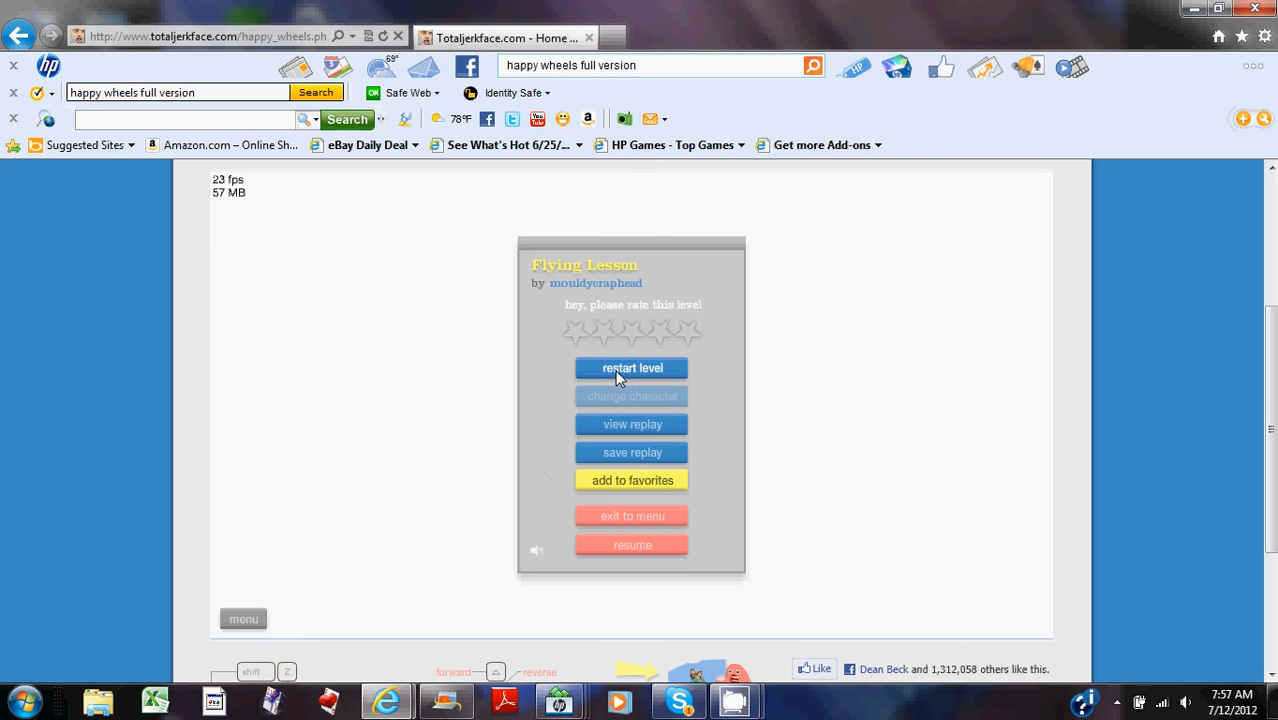 http://www.totaljerkface.com/happy_wheels.ph
Totaljerkface.com - Home ...
hp
69°
happy wheels full version
happy wheels full version
Search
OK Safe Web
Identity Safe
Search
78°F
Suggested Sites
Amazon.com – Online Sh...
eBay Daily Deal
See What's Hot 6/25/...
HP Games - Top Games
Get more Add-ons
23 fps
57 MB
Flying Lesson
by mouldycraphead
hey, please rate this level
restart level
change character
view replay
save replay
add to favorites
exit to menu
resume
menu
shift
Z
forward
reverse
Like
Dean Beck and 1,312,058 others like this.
7:57 AM
7/12/2012